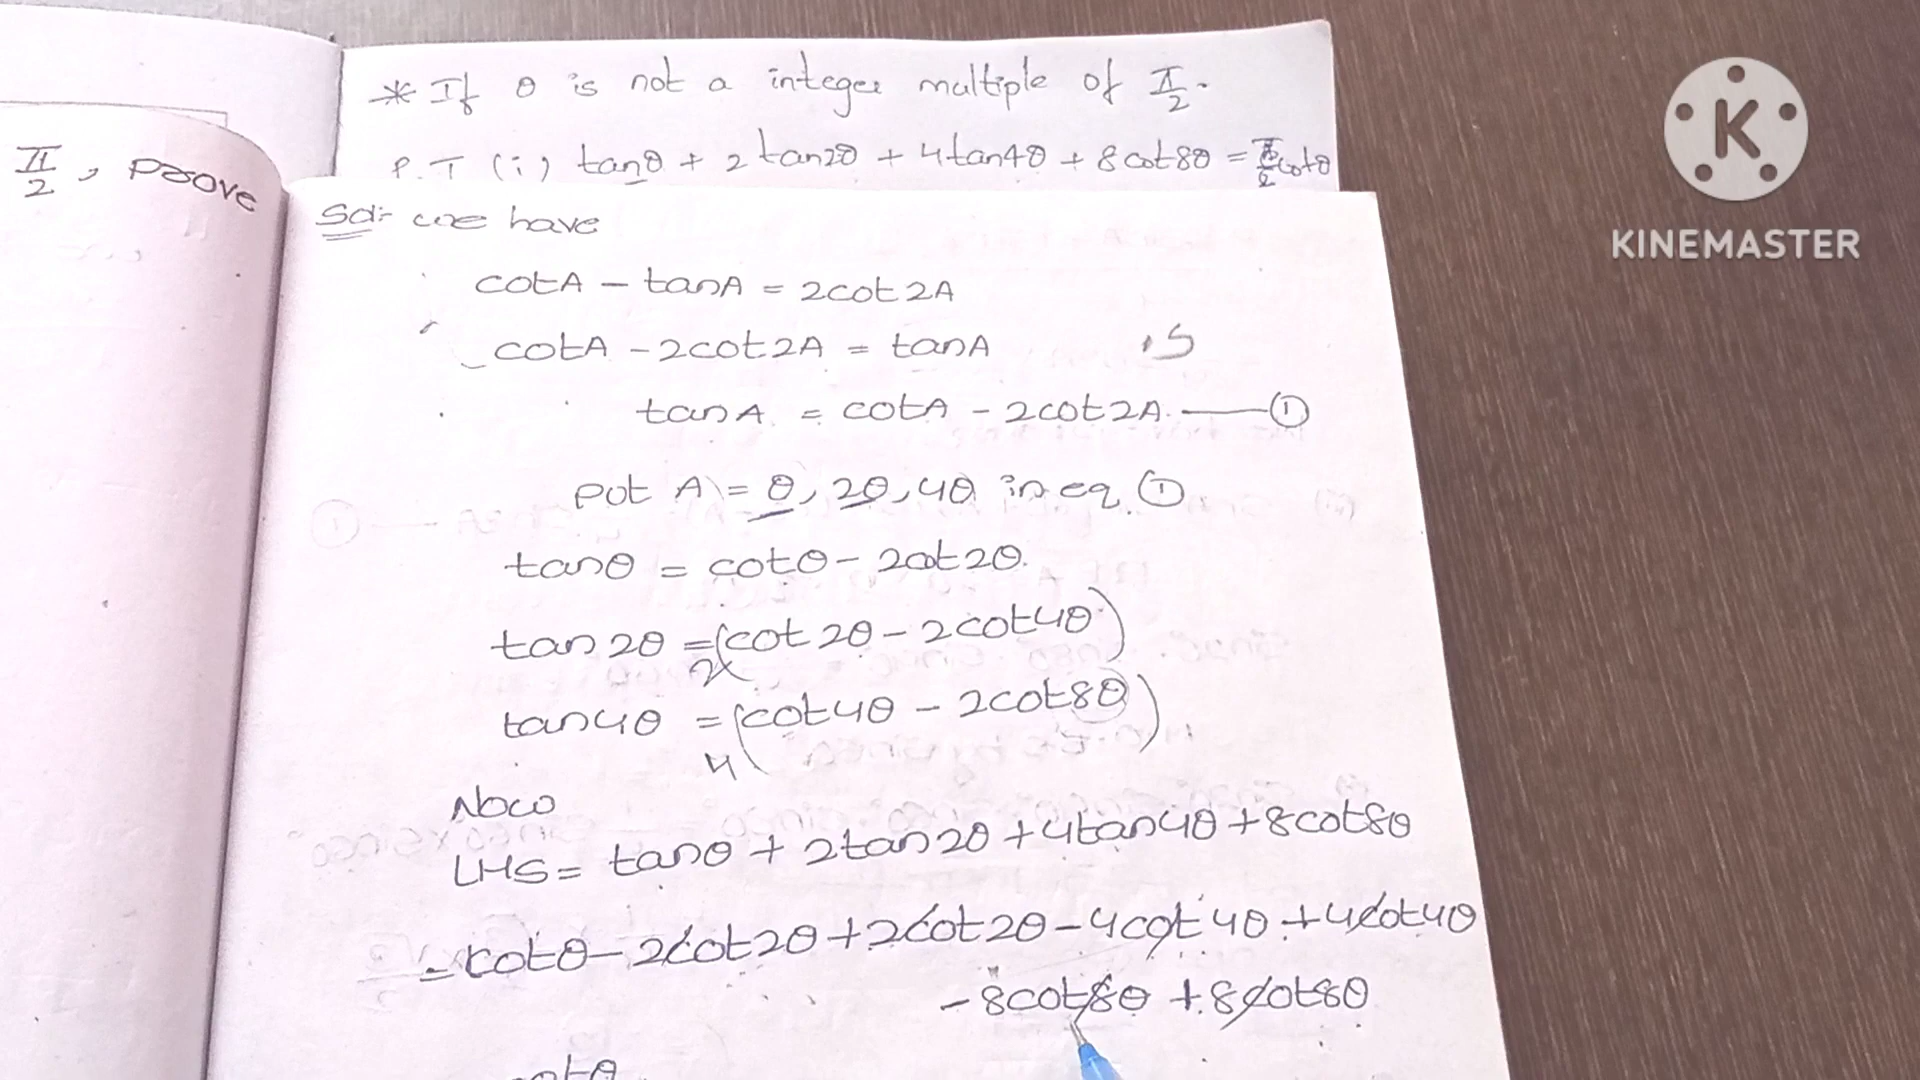 * If θ is not a integer multiple of π/2.
P.T (i) tanθ + 2tan2θ + 4tan4θ + 8cot8θ = cotθ
π/2, prove
Sol:- we have
cotA - tanA = 2cot2A
cotA - 2cot2A = tanA
tanA = cotA - 2cot2A. —— ①
put A = θ, 2θ, 4θ in eq. ①
tanθ = cotθ - 2cot2θ.
tan2θ = (cot2θ - 2cot4θ)
2x
tan4θ = (cot4θ - 2cot8θ)
4
Now
LHS = tanθ + 2tan2θ + 4tan4θ + 8cot8θ
= cotθ - 2cot2θ + 2cot2θ - 4cot4θ + 4cot4θ
- 8cot8θ + 8cot8θ
cotθ
K
KINEMASTER